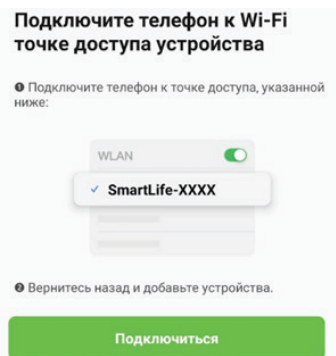 Подключите телефон к Wi-Fi
точке доступа устройства
❶ Подключите телефон к точке доступа, указанной
ниже:
WLAN
✓ SmartLife-XXXX
❷ Вернитесь назад и добавьте устройства.
Подключиться